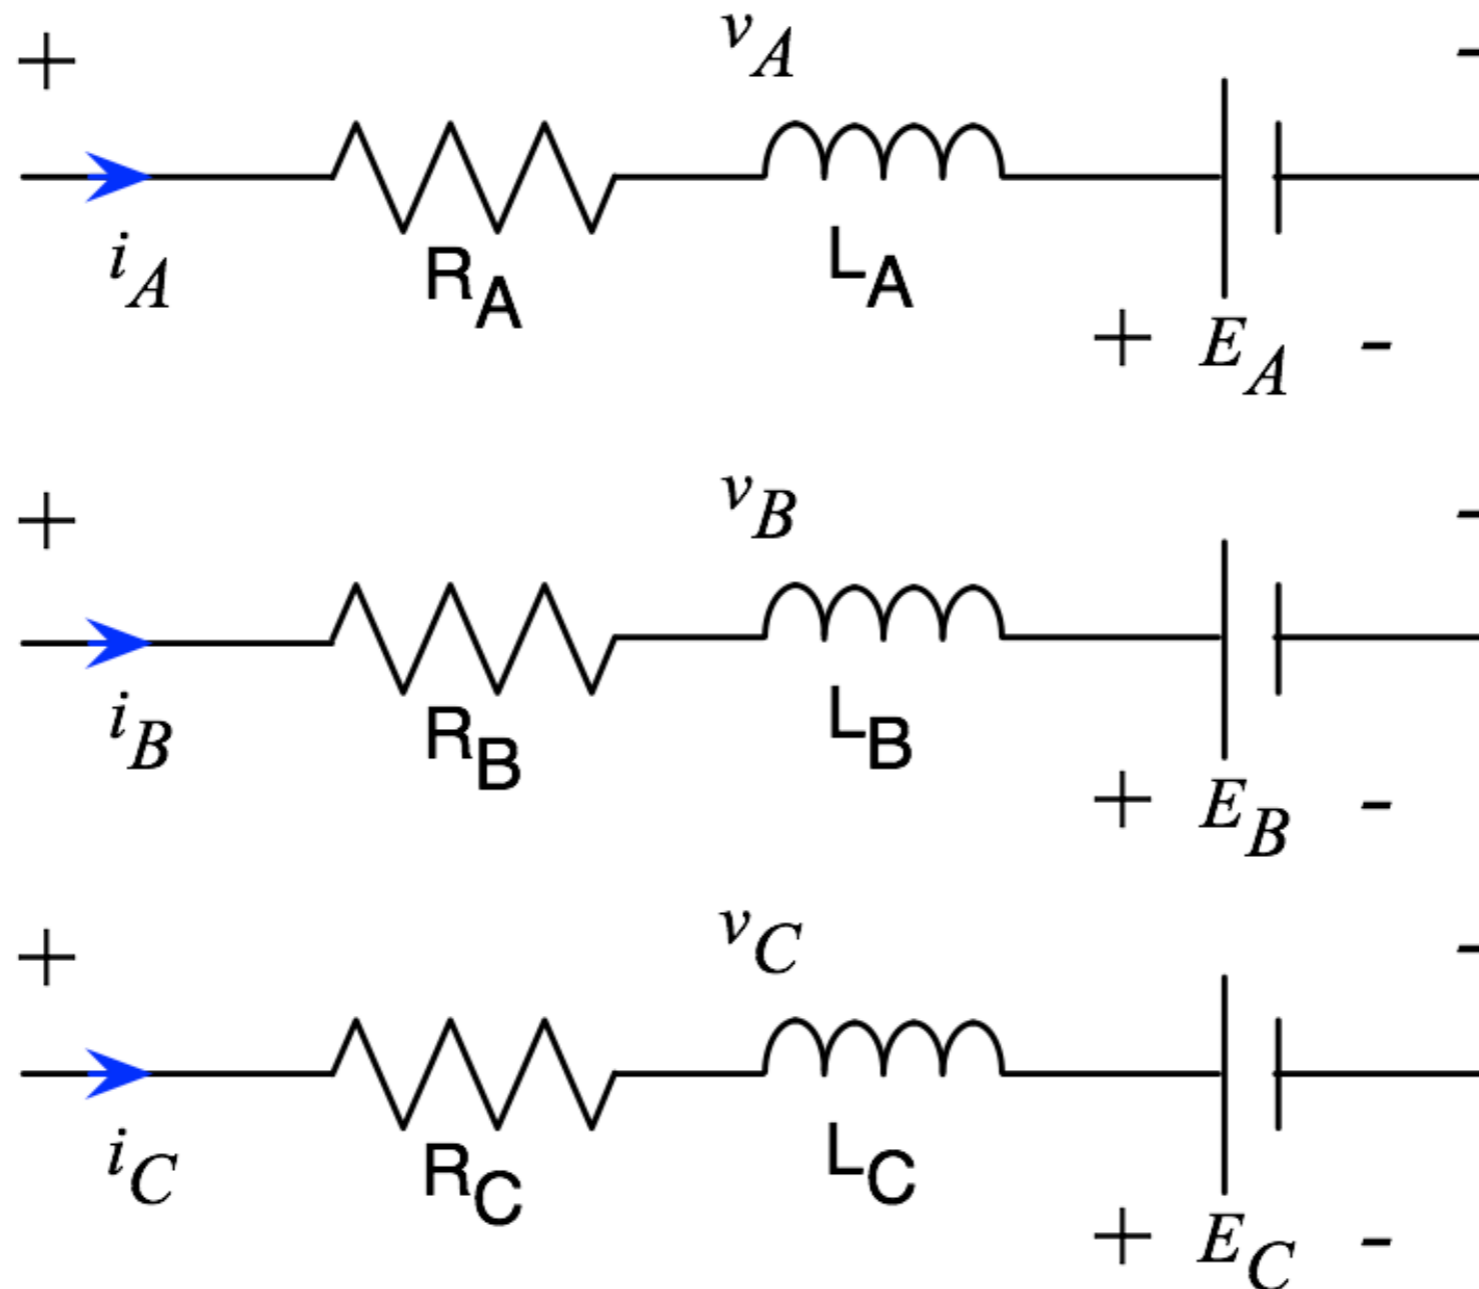 + v_A -
i_A R_A L_A
+ E_A -
+ v_B -
i_B R_B L_B
+ E_B -
+ v_C -
i_C R_C L_C
+ E_C -